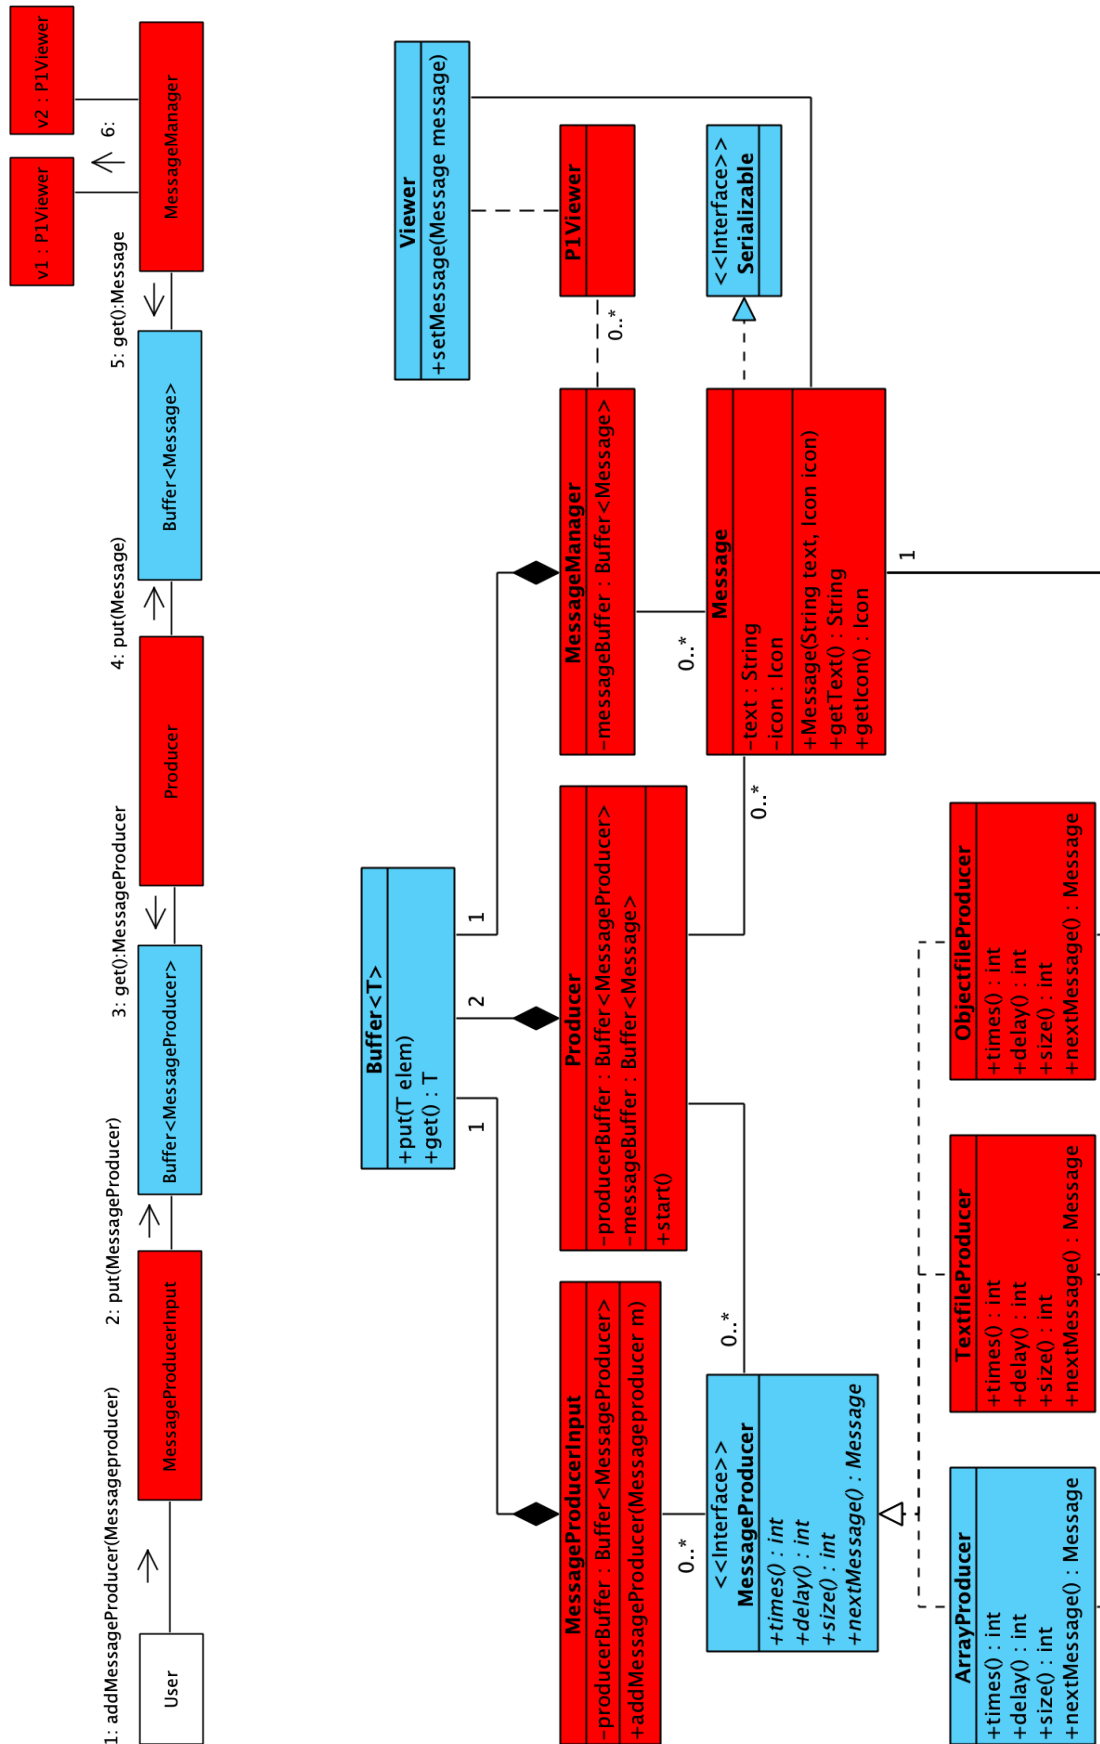 1: addMessageProducer(Messageproducer)
2: put(MessageProducer)
3: get():MessageProducer
4: put(Message)
5: get():Message
6:
User
MessageProducerInput
Buffer<MessageProducer>
Producer
Buffer<Message>
MessageManager
v1 : P1Viewer
v2 : P1Viewer
Buffer<T>
+put(T elem)
+get() : T
1
2
1
Viewer
+setMessage(Message message)
MessageProducerInput
-producerBuffer : Buffer<MessageProducer>
+addMessageProducer(Messageproducer m)
Producer
-producerBuffer : Buffer<MessageProducer>
-messageBuffer : Buffer<Message>
+start()
MessageManager
-messageBuffer : Buffer<Message>
P1Viewer
0..*
0..*
0..*
0..*
0..*
<<Interface>>
MessageProducer
+times() : int
+delay() : int
+size() : int
+nextMessage() : Message
Message
-text : String
-icon : Icon
+Message(String text, Icon icon)
+getText() : String
+getIcon() : Icon
<<Interface>>
Serializable
1
ArrayProducer
+times() : int
+delay() : int
+size() : int
+nextMessage() : Message
TextfileProducer
+times() : int
+delay() : int
+size() : int
+nextMessage() : Message
ObjectfileProducer
+times() : int
+delay() : int
+size() : int
+nextMessage() : Message